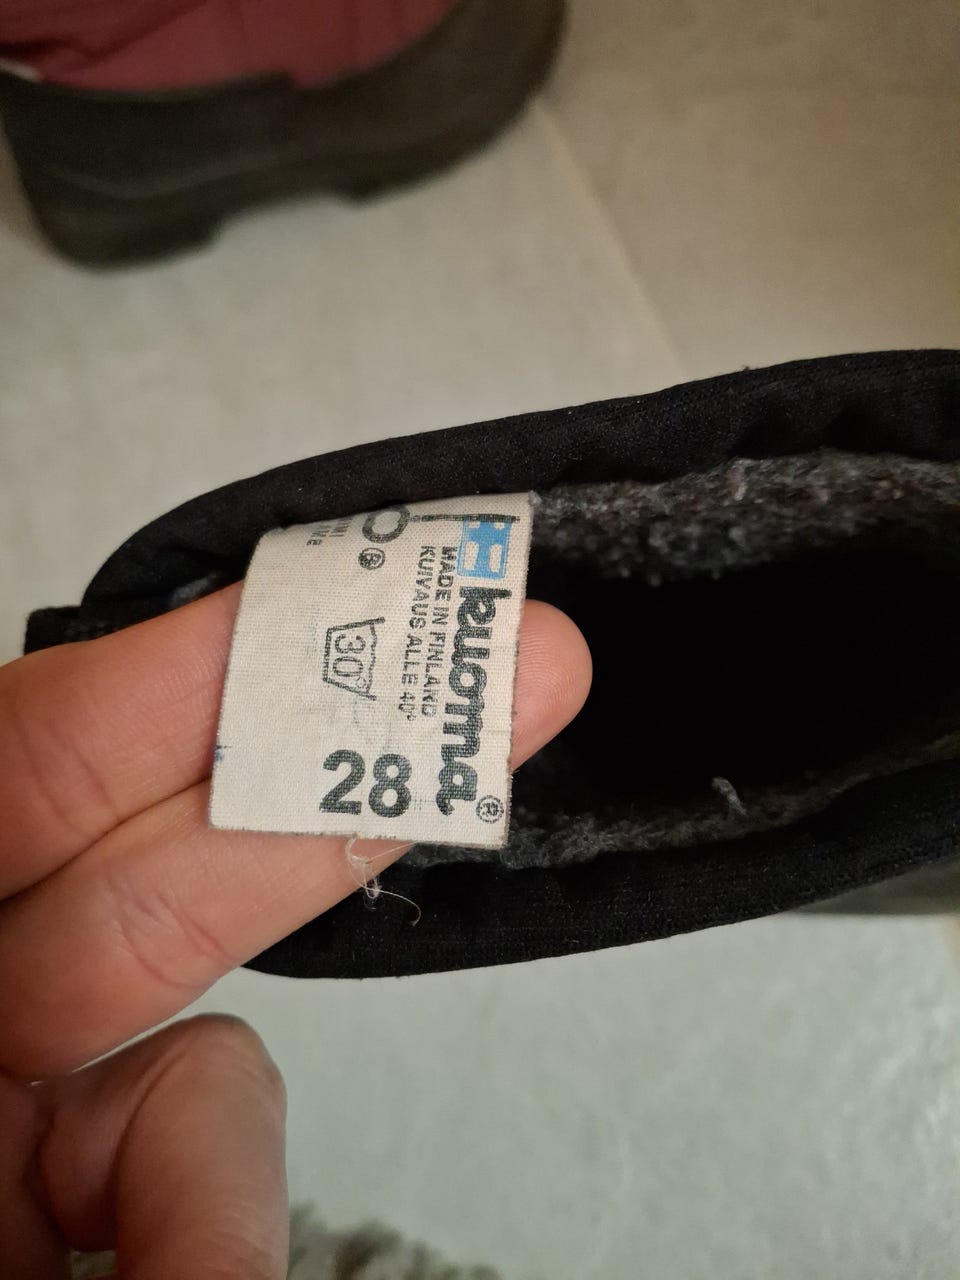 kuoma®
MADE IN FINLAND
KUIVAUS ALLE 40°
30°
28